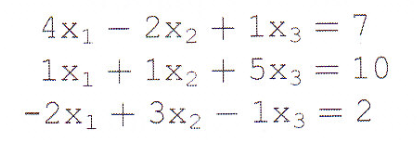 4x₁ − 2x₂ + 1x₃ = 7
1x₁ + 1x₂ + 5x₃ = 10
-2x₁ + 3x₂ − 1x₃ = 2